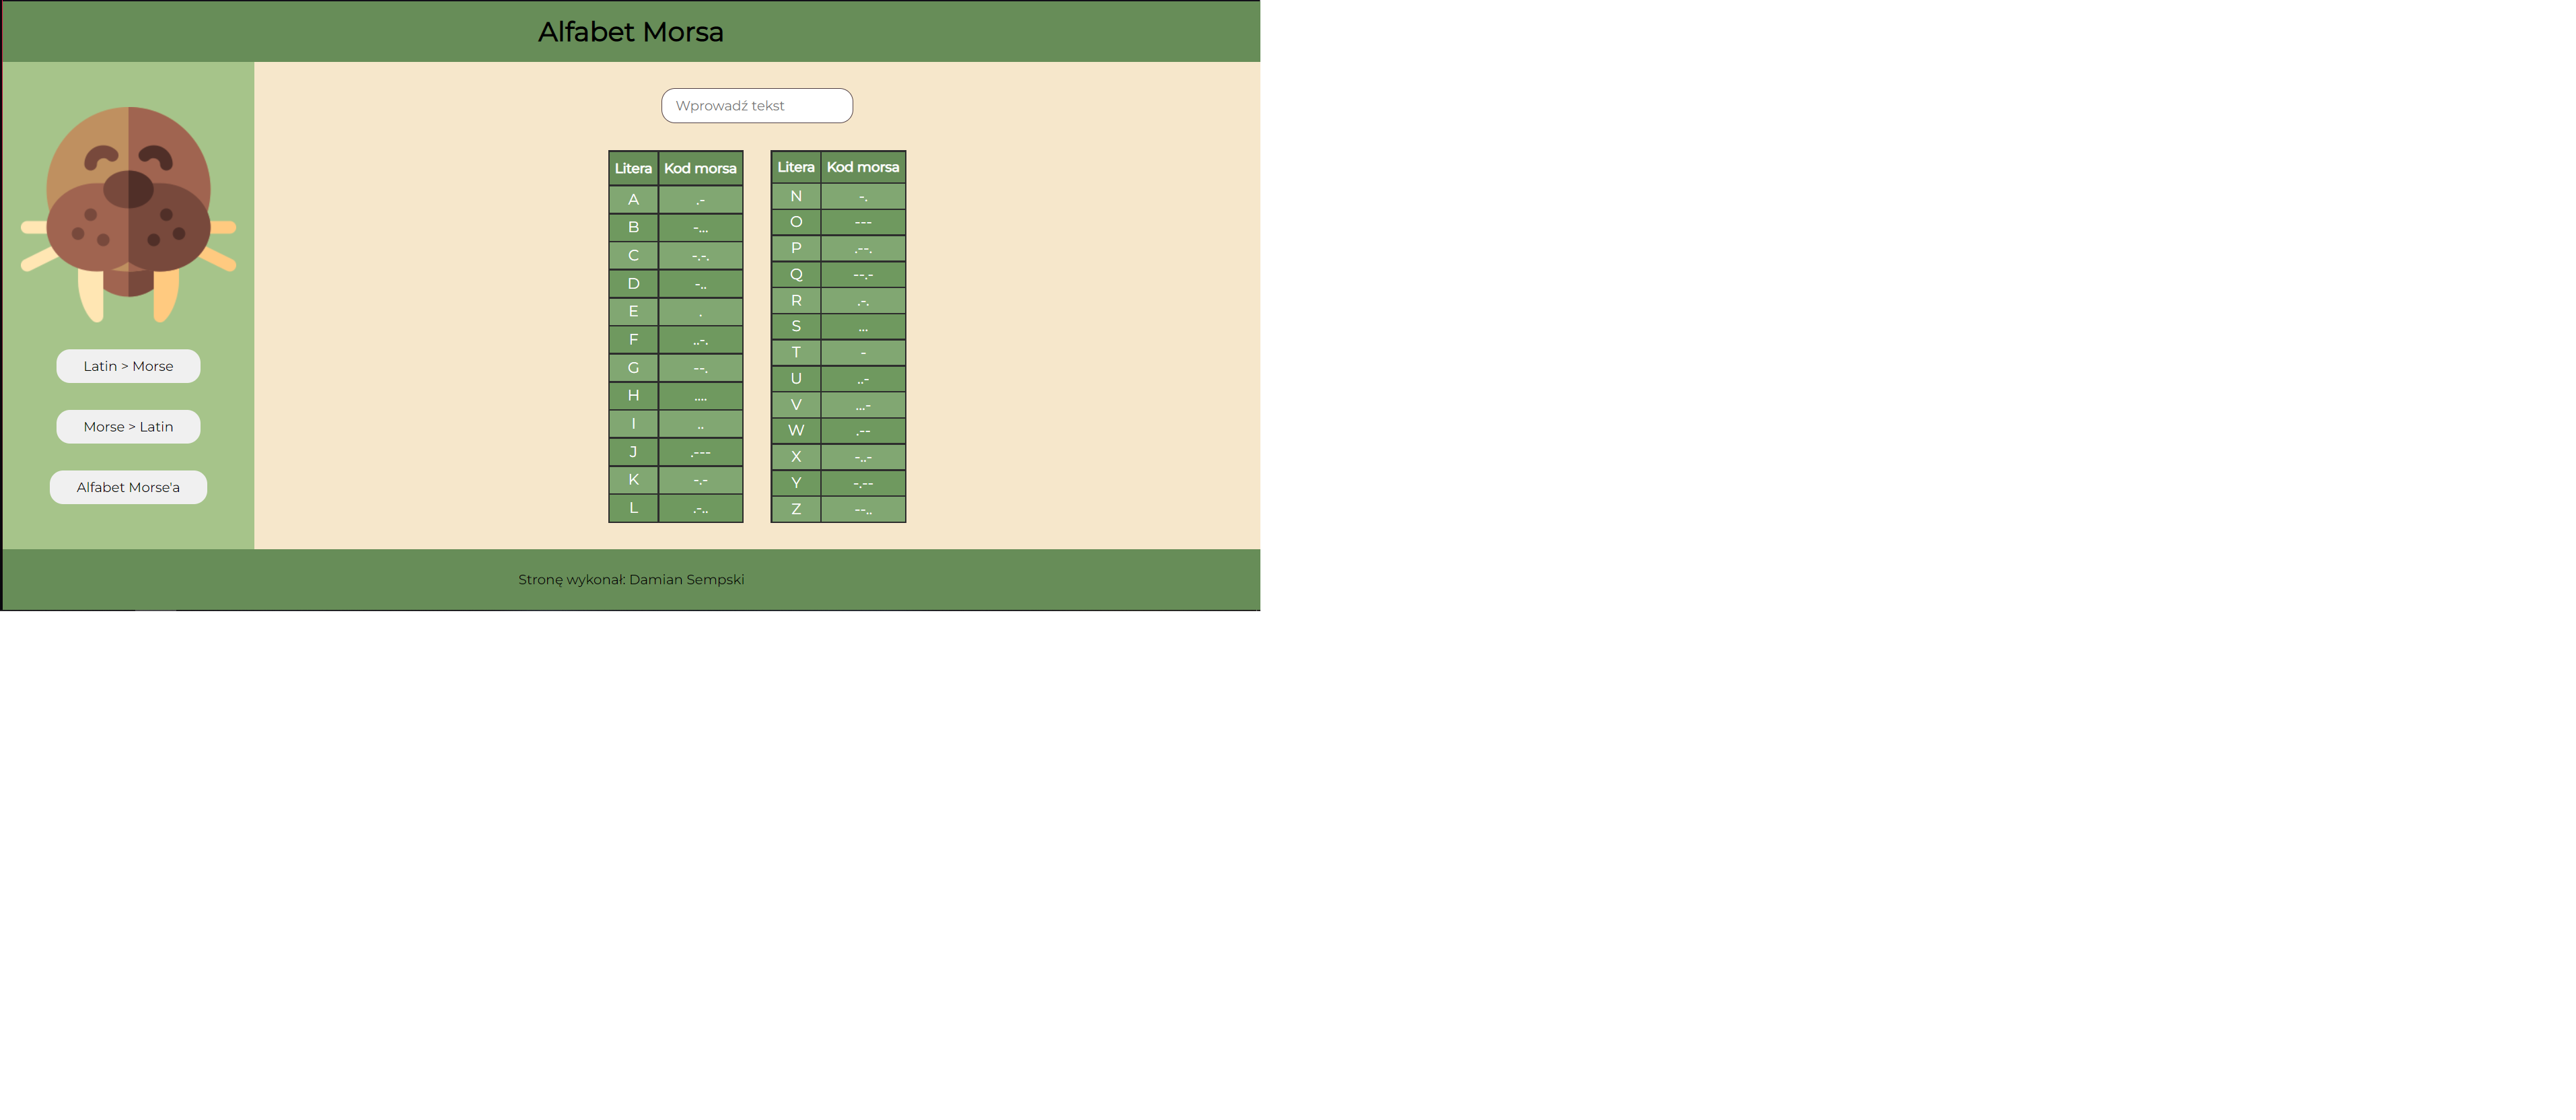 Alfabet Morsa
Latin > Morse
Morse > Latin
Alfabet Morse'a
Wprowadź tekst
Litera Kod morsa
A .-
B -...
C -.-.
D -..
E .
F ..-.
G --.
H ....
I ..
J .---
K -.-
L .-..
Litera Kod morsa
N -.
O ---
P .--.
Q --.-
R .-.
S ...
T -
U ..-
V ...-
W .--
X -..-
Y -.--
Z --..
Stronę wykonał: Damian Sempski